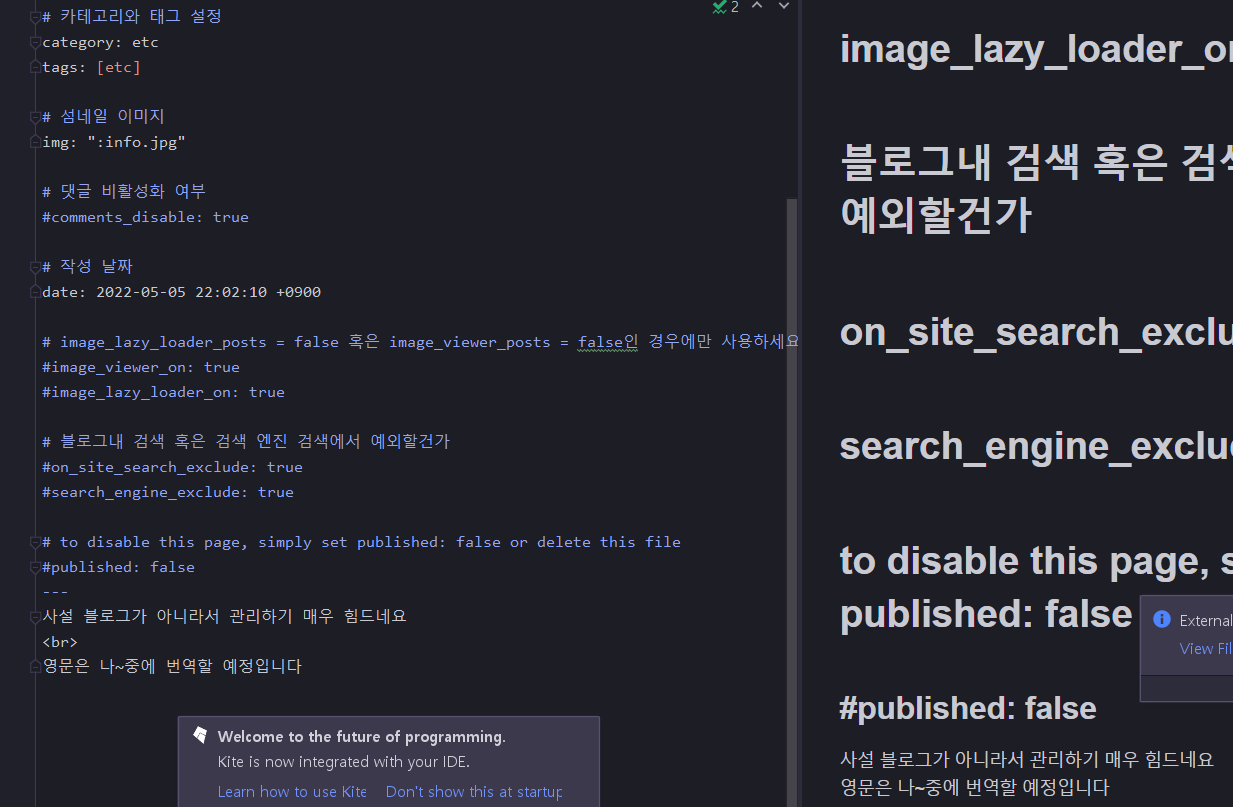 # 카테고리와 태그 설정
category: etc
tags: [etc]
# 섬네일 이미지
img: ":info.jpg"
# 댓글 비활성화 여부
#comments_disable: true
# 작성 날짜
date: 2022-05-05 22:02:10 +0900
# image_lazy_loader_posts = false 혹은 image_viewer_posts = false인 경우에만 사용하세요
#image_viewer_on: true
#image_lazy_loader_on: true
# 블로그내 검색 혹은 검색 엔진 검색에서 예외할건가
#on_site_search_exclude: true
#search_engine_exclude: true
# to disable this page, simply set published: false or delete this file
#published: false
---
사설 블로그가 아니라서 관리하기 매우 힘드네요
<br>
영문은 나~중에 번역할 예정입니다
2
Welcome to the future of programming.
Kite is now integrated with your IDE.
Learn how to use Kite Don't show this at startup
image_lazy_loader_o
블로그내 검색 혹은 검
예외할건가
on_site_search_exclu
search_engine_exclu
to disable this page, s
published: false
#published: false
사설 블로그가 아니라서 관리하기 매우 힘드네요
영문은 나~중에 번역할 예정입니다
External
View Fil